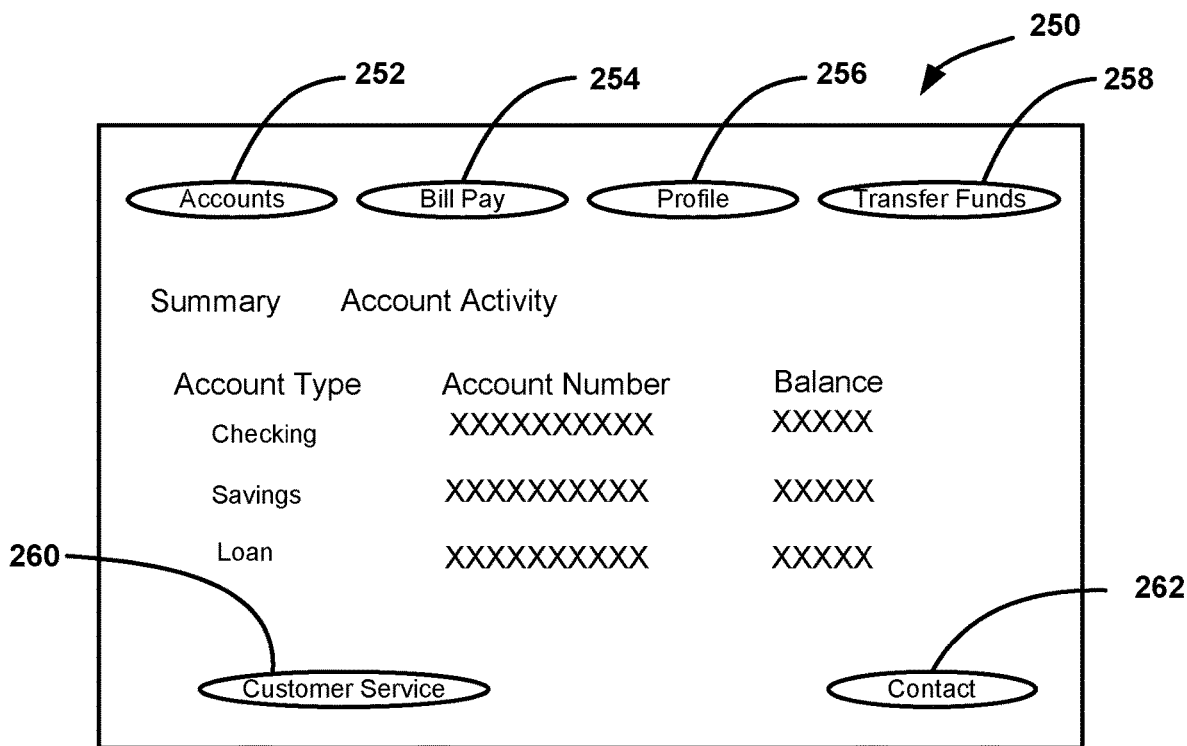 250
252 254 256 258
Accounts Bill Pay Profile Transfer Funds
Summary Account Activity
Account Type Account Number Balance
Checking XXXXXXXXXX XXXXX
Savings XXXXXXXXXX XXXXX
Loan XXXXXXXXXX XXXXX
260
262
Customer Service Contact